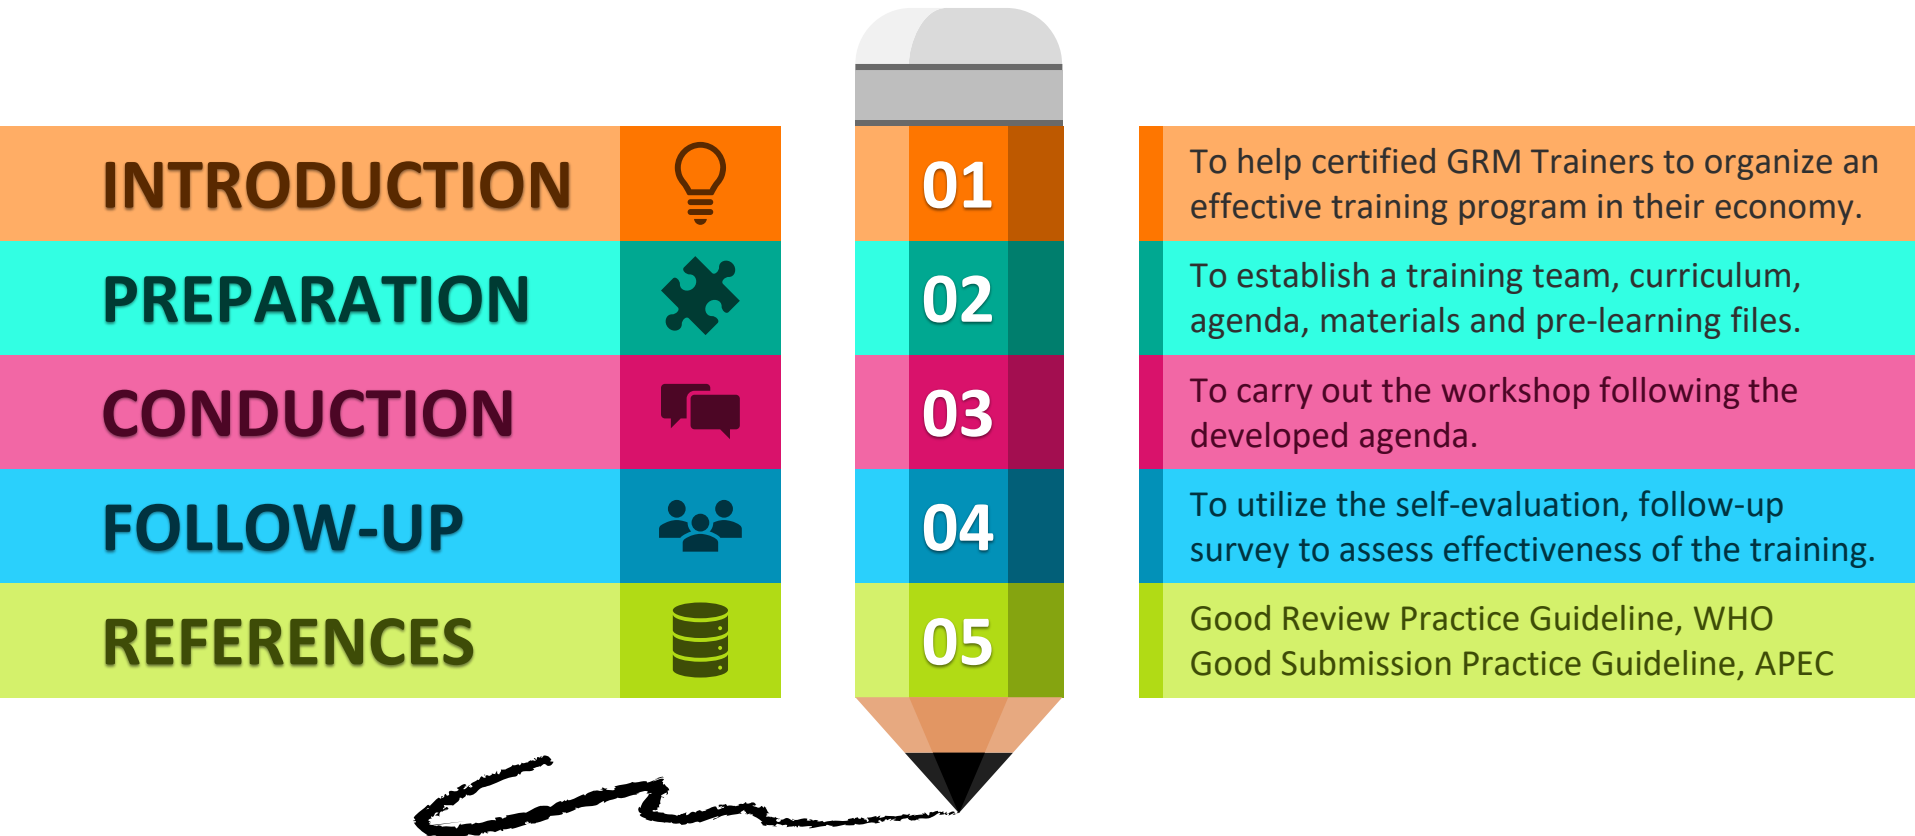 INTRODUCTION
01
To help certified GRM Trainers to organize an
effective training program in their economy.
PREPARATION
02
To establish a training team, curriculum,
agenda, materials and pre-learning files.
CONDUCTION
03
To carry out the workshop following the
developed agenda.
FOLLOW-UP
04
To utilize the self-evaluation, follow-up
survey to assess effectiveness of the training.
REFERENCES
05
Good Review Practice Guideline, WHO
Good Submission Practice Guideline, APEC